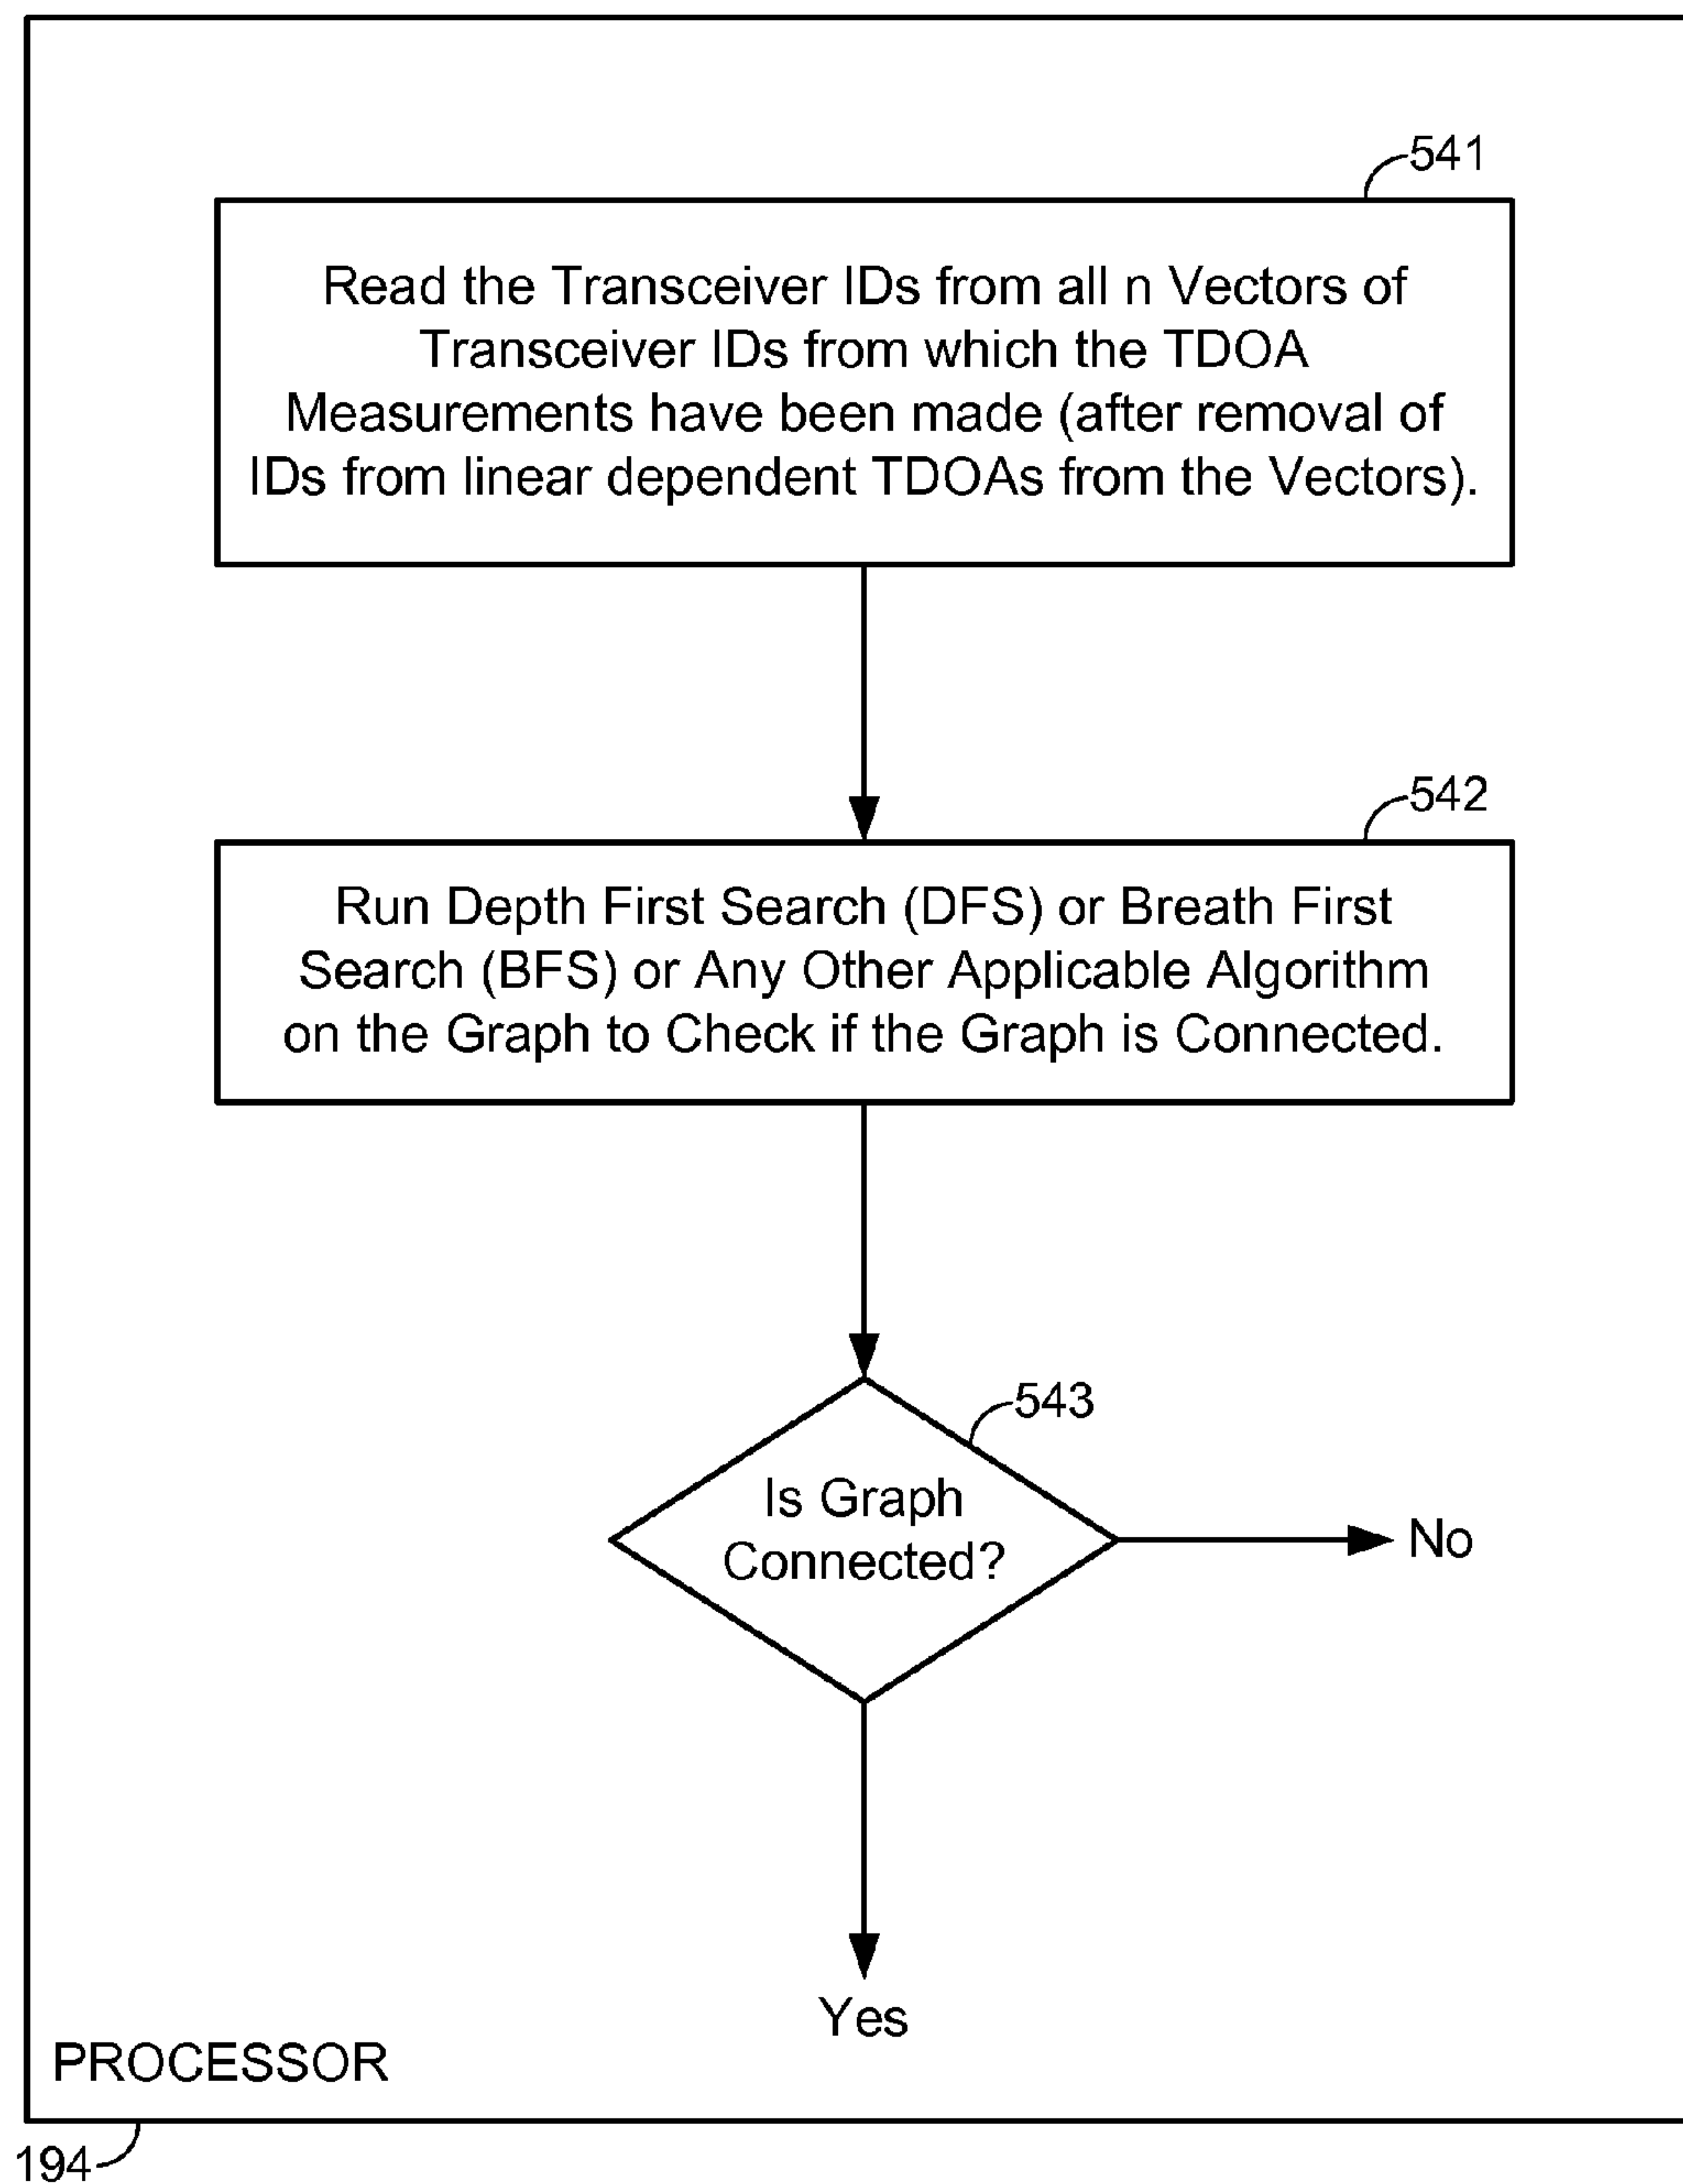 541
Read the Transceiver IDs from all n Vectors of
Transceiver IDs from which the TDOA
Measurements have been made (after removal of
IDs from linear dependent TDOAs from the Vectors).
542
Run Depth First Search (DFS) or Breath First
Search (BFS) or Any Other Applicable Algorithm
on the Graph to Check if the Graph is Connected.
543
Is Graph
Connected?
No
Yes
PROCESSOR
194